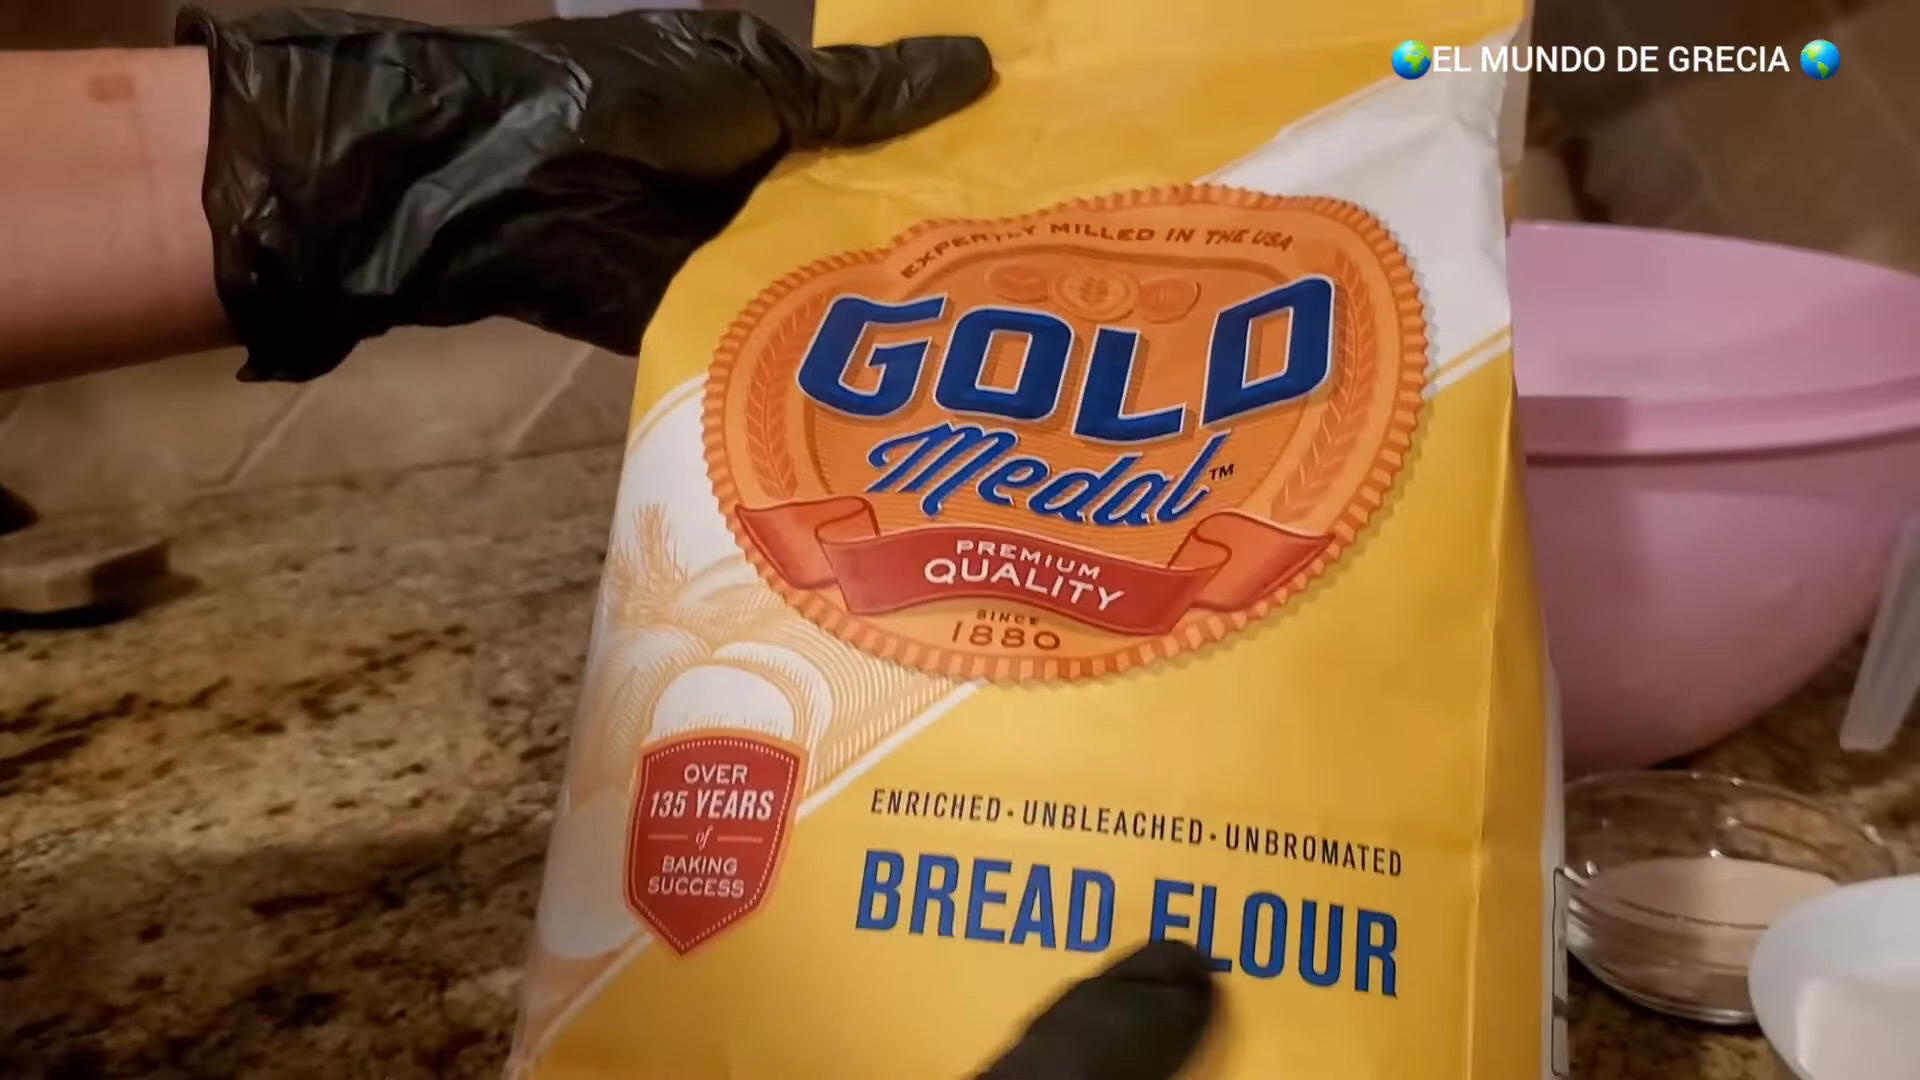 🌍EL MUNDO DE GRECIA 🌎
EXPERTLY MILLED IN THE USA
GOLD
Medal™
PREMIUM
QUALITY
SINCE
1880
OVER
135 YEARS
of
BAKING
SUCCESS
ENRICHED · UNBLEACHED · UNBROMATED
BREAD FLOUR